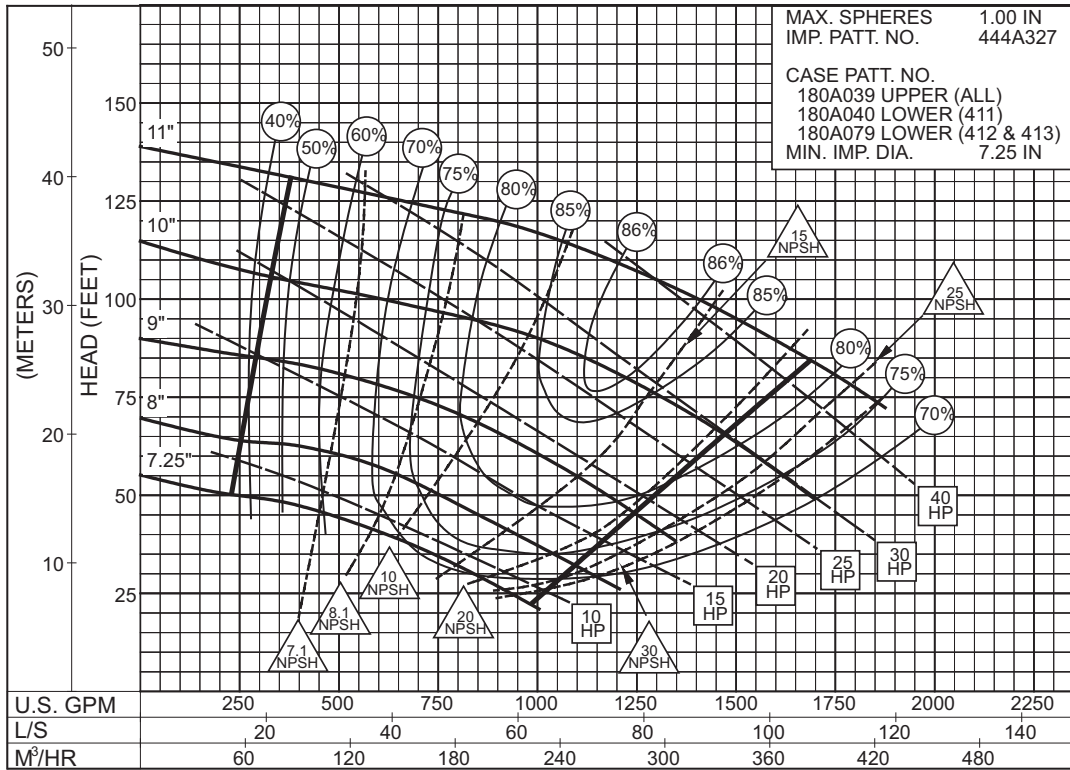 MAX. SPHERES 1.00 IN
IMP. PATT. NO. 444A327
CASE PATT. NO.
180A039 UPPER (ALL)
180A040 LOWER (411)
180A079 LOWER (412 & 413)
MIN. IMP. DIA. 7.25 IN
(METERS)
50
40
30
20
10
HEAD (FEET)
150
125
100
75
50
25
11"
10"
9"
8"
7.25"
40%
50%
60%
70%
75%
80%
85%
86%
86%
85%
80%
75%
70%
15
NPSH
25
NPSH
10
NPSH
8.1
NPSH
7.1
NPSH
20
NPSH
30
NPSH
10
HP
15
HP
20
HP
25
HP
30
HP
40
HP
U.S. GPM 250 500 750 1000 1250 1500 1750 2000 2250
L/S 20 40 60 80 100 120 140
M³/HR 60 120 180 240 300 360 420 480